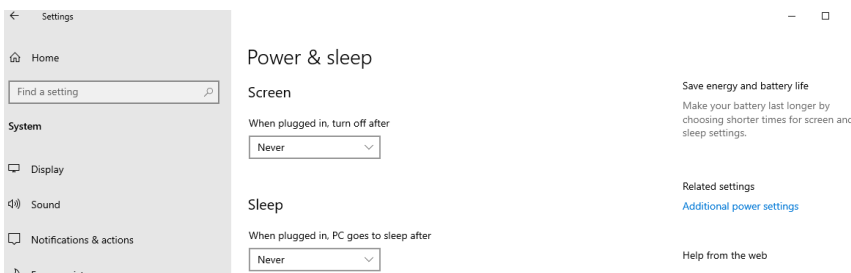 Settings
Home
Find a setting
System
Display
Sound
Notifications & actions
Power & sleep
Screen
When plugged in, turn off after
Never
Sleep
When plugged in, PC goes to sleep after
Never
Save energy and battery life
Make your battery last longer by
choosing shorter times for screen and
sleep settings.
Related settings
Additional power settings
Help from the web